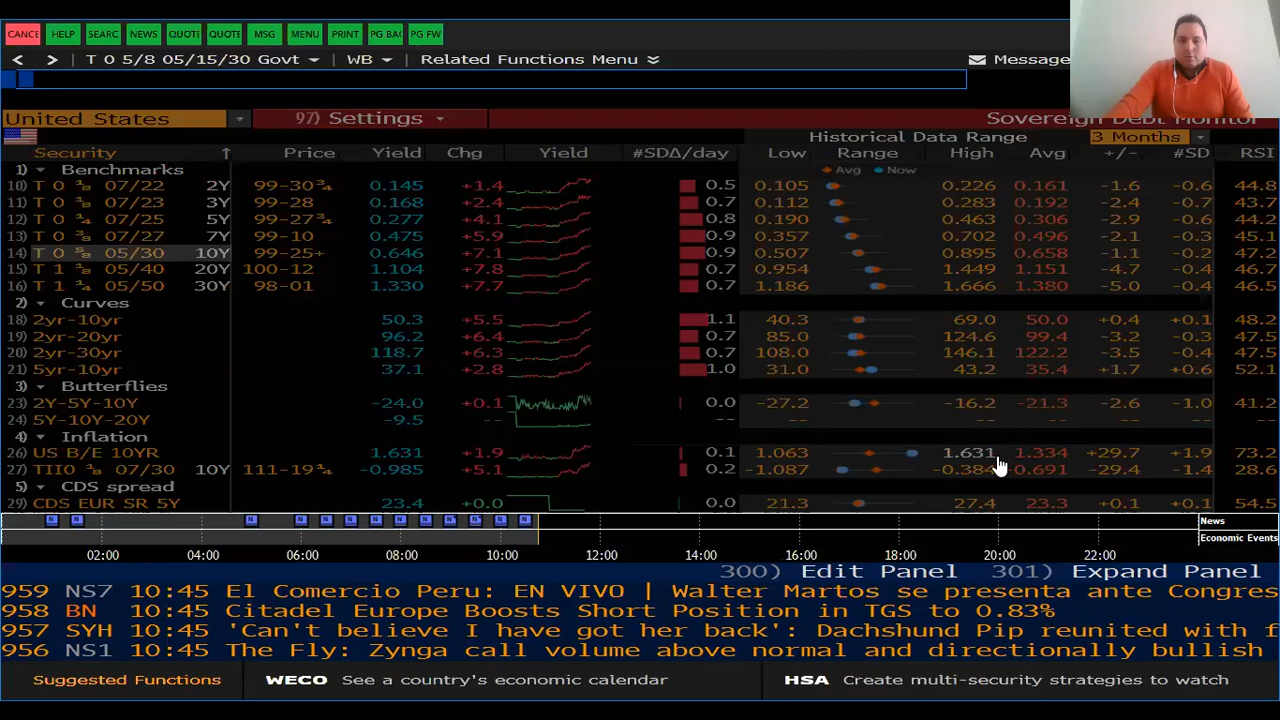 CANCE HELP SEARC NEWS QUOTE QUOTE MSG MENU PRINT PG BAC PG FW
< > T 0 5/8 05/15/30 Govt WB Related Functions Menu Message
United States 97) Settings Sovereign Debt Monitor
Historical Data Range 3 Months
Security ↑ Price Yield Chg Yield #SDΔ/day Low Range High Avg +/- #SD RSI
1) Benchmarks Avg Now
10) T 0 ⅛ 07/22 2Y 99-30¾ 0.145 +1.4 0.5 0.105 0.226 0.161 -1.6 -0.6 44.8
11) T 0 ⅛ 07/23 3Y 99-28 0.168 +2.4 0.7 0.112 0.283 0.192 -2.4 -0.7 43.7
12) T 0 ¼ 07/25 5Y 99-27¾ 0.277 +4.1 0.8 0.190 0.463 0.306 -2.9 -0.6 44.2
13) T 0 ⅜ 07/27 7Y 99-10 0.475 +5.9 0.9 0.357 0.702 0.496 -2.1 -0.3 45.1
14) T 0 ⅝ 05/30 10Y 99-25+ 0.646 +7.1 0.9 0.507 0.895 0.658 -1.1 -0.2 47.2
15) T 1 ⅛ 05/40 20Y 100-12 1.104 +7.8 0.7 0.954 1.449 1.151 -4.7 -0.4 46.8
16) T 1 ¼ 05/50 30Y 98-01 1.330 +7.7 0.7 1.186 1.666 1.380 -5.0 -0.4 46.9
2) Curves
18) 2yr-10yr 50.3 +5.5 1.1 40.3 69.0 50.0 +0.4 +0.1 48.2
19) 2yr-20yr 96.2 +6.4 0.7 85.0 124.6 99.4 -3.2 -0.3 47.5
20) 2yr-30yr 118.7 +6.3 0.7 108.0 146.1 122.2 -3.5 -0.4 47.5
21) 5yr-10yr 37.1 +2.8 1.0 31.0 43.2 35.4 +1.7 +0.6 52.1
3) Butterflies
23) 2Y-5Y-10Y -24.0 +0.1 0.0 -27.2 -16.2 -21.3 -2.6 -1.0 41.2
24) 5Y-10Y-20Y -9.5 -- -- -- -- -- -- --
4) Inflation
26) US B/E 10YR 1.631 +1.9 0.1 1.063 1.631 1.334 +29.7 +1.9 73.2
27) TII0 ⅛ 07/30 10Y 111-19¾ -0.985 +5.1 0.2 -1.087 -0.384 -0.691 -29.4 -1.4 28.6
5) CDS spread
29) CDS EUR SR 5Y 23.4 +0.0 0.0 21.3 27.4 23.3 +0.1 +0.1 54.5
N N N N N N N N N N N N N News
Economic Events
02:00 04:00 06:00 08:00 10:00 12:00 14:00 16:00 18:00 20:00 22:00
300) Edit Panel 301) Expand Panel
959 NS7 10:45 El Comercio Peru: EN VIVO | Walter Martos se presenta ante Congres
958 BN 10:45 Citadel Europe Boosts Short Position in TGS to 0.83%
957 SYH 10:45 'Can't believe I have got her back': Dachshund Pip reunited with f
956 NS1 10:45 The Fly: Zynga call volume above normal and directionally bullish
Suggested Functions WECO See a country's economic calendar HSA Create multi-security strategies to watch